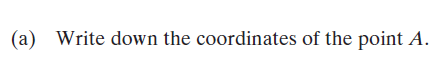 (a) Write down the coordinates of the point A.